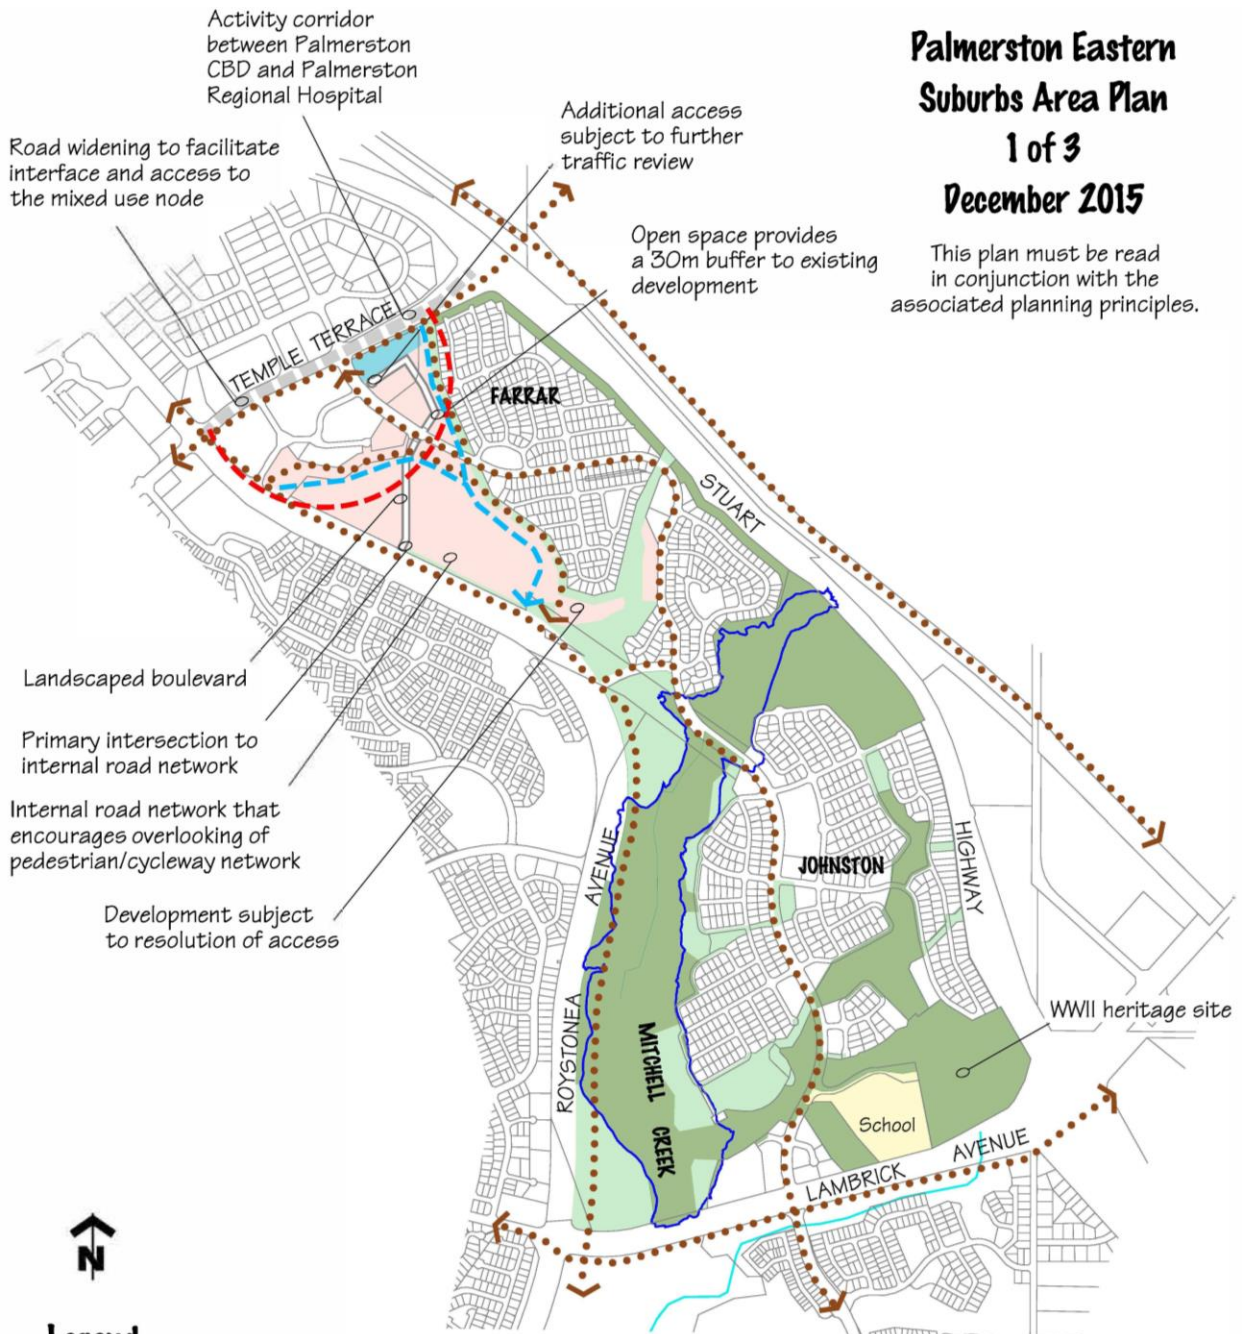 Activity corridor
between Palmerston
CBD and Palmerston
Regional Hospital
Palmerston Eastern
Suburbs Area Plan
1 of 3
December 2015
This plan must be read
in conjunction with the
associated planning principles.
Additional access
subject to further
traffic review
Road widening to facilitate
interface and access to
the mixed use node
Open space provides
a 30m buffer to existing
development
TEMPLE TERRACE
FARRAR
STUART
HIGHWAY
Landscaped boulevard
Primary intersection to
internal road network
Internal road network that
encourages overlooking of
pedestrian/cycleway network
Development subject
to resolution of access
ROYSTONEA AVENUE
JOHNSTON
MITCHELL CREEK
WWII heritage site
School
LAMBRICK AVENUE
N
Legend